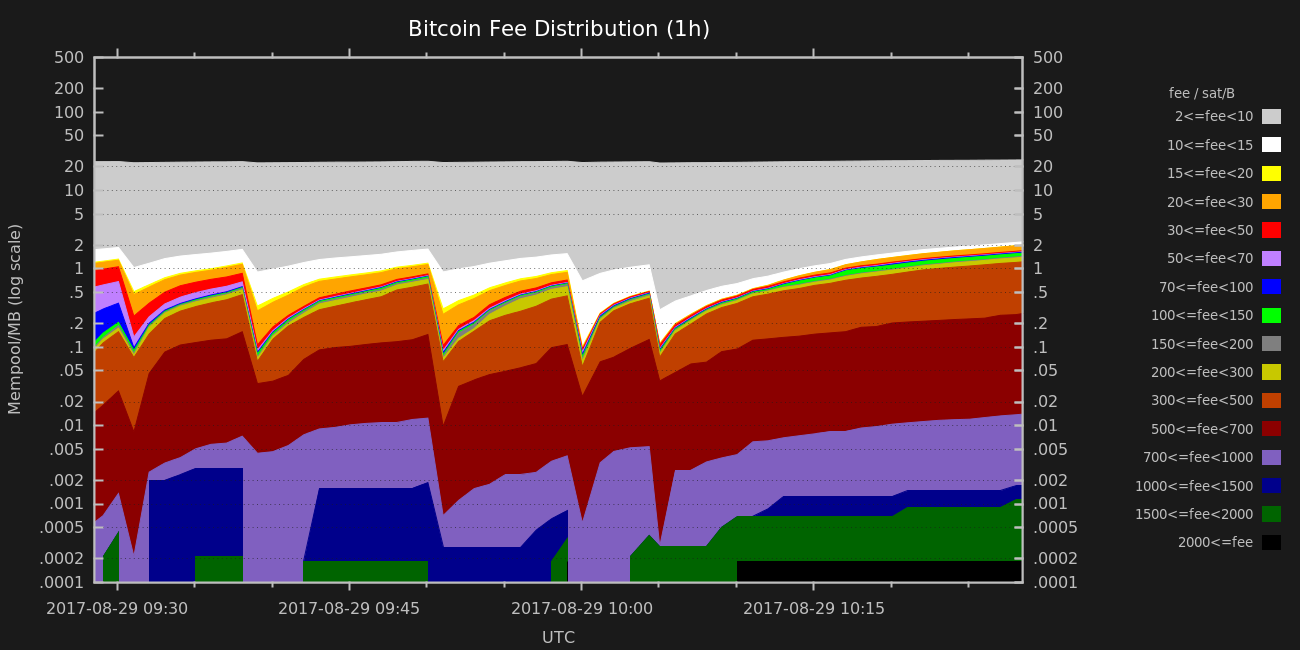 Bitcoin Fee Distribution (1h)
500
200
100
50
20
10
5
2
1
.5
.2
.1
.05
.02
.01
.005
.002
.001
.0005
.0002
.0001
Mempool/MB (log scale)
500
200
100
50
20
10
5
2
1
.5
.2
.1
.05
.02
.01
.005
.002
.001
.0005
.0002
.0001
2017-08-29 09:30
2017-08-29 09:45
2017-08-29 10:00
2017-08-29 10:15
UTC
fee / sat/B
2<=fee<10
10<=fee<15
15<=fee<20
20<=fee<30
30<=fee<50
50<=fee<70
70<=fee<100
100<=fee<150
150<=fee<200
200<=fee<300
300<=fee<500
500<=fee<700
700<=fee<1000
1000<=fee<1500
1500<=fee<2000
2000<=fee